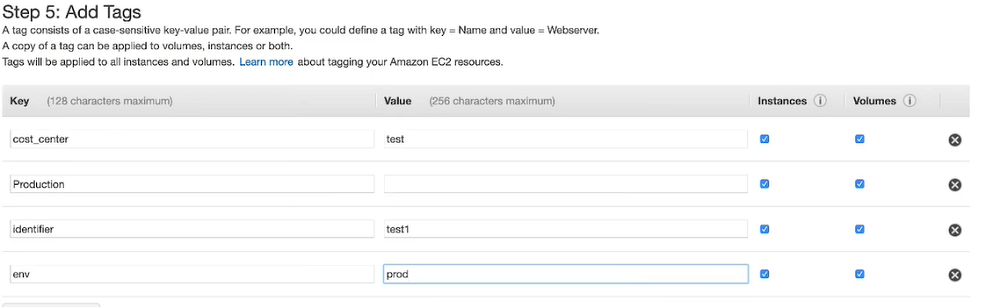 Step 5: Add Tags
A tag consists of a case-sensitive key-value pair. For example, you could define a tag with key = Name and value = Webserver.
A copy of a tag can be applied to volumes, instances or both.
Tags will be applied to all instances and volumes. Learn more about tagging your Amazon EC2 resources.
Key (128 characters maximum) Value (256 characters maximum) Instances i Volumes i
cost_center test
Production
identifier test1
env prod